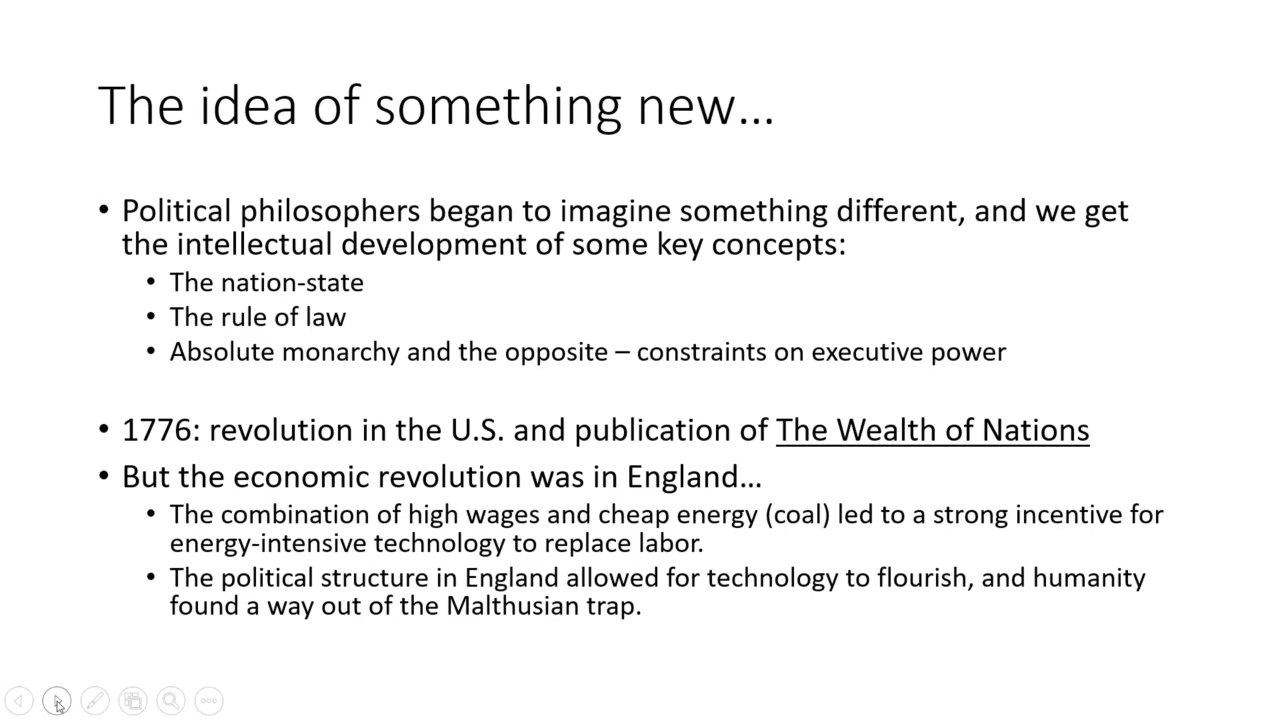 The idea of something new…
• Political philosophers began to imagine something different, and we get
the intellectual development of some key concepts:
• The nation-state
• The rule of law
• Absolute monarchy and the opposite – constraints on executive power
• 1776: revolution in the U.S. and publication of The Wealth of Nations
• But the economic revolution was in England…
• The combination of high wages and cheap energy (coal) led to a strong incentive for
energy-intensive technology to replace labor.
• The political structure in England allowed for technology to flourish, and humanity
found a way out of the Malthusian trap.